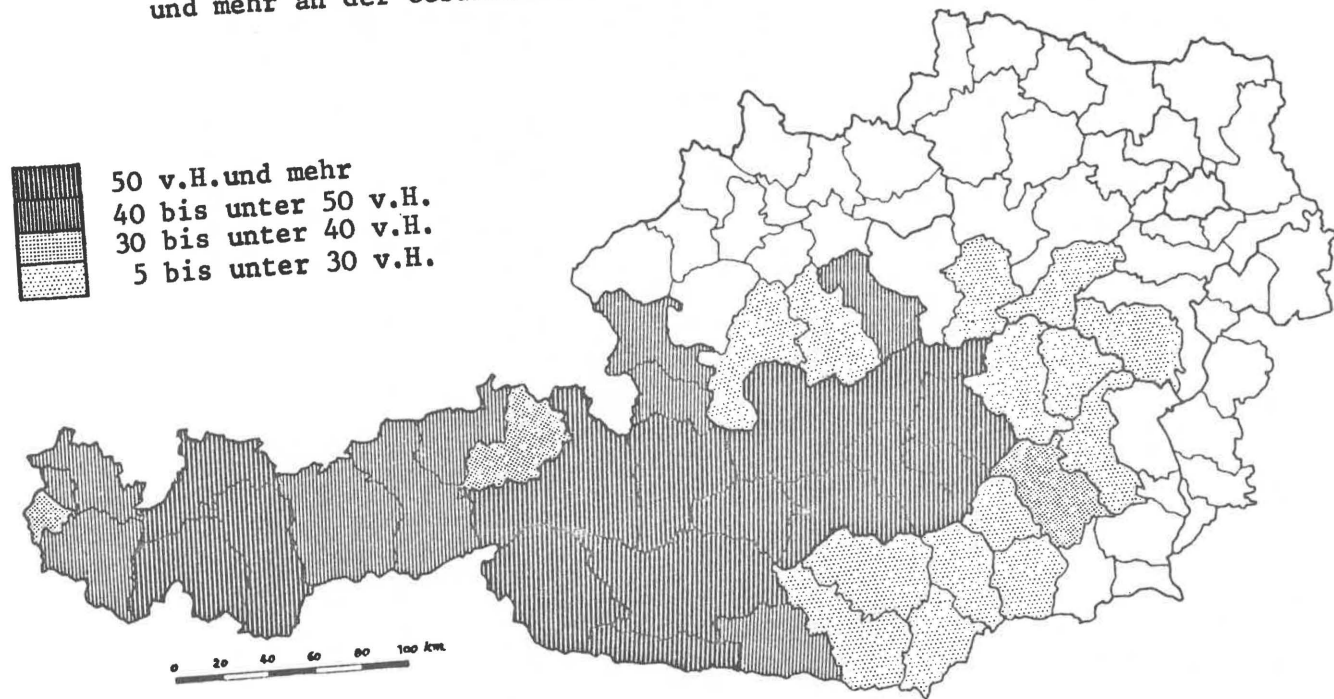 und mehr an der
50 v.H.und mehr
40 bis unter 50 v.H.
30 bis unter 40 v.H.
5 bis unter 30 v.H.
0 20 40 60 80 100 km